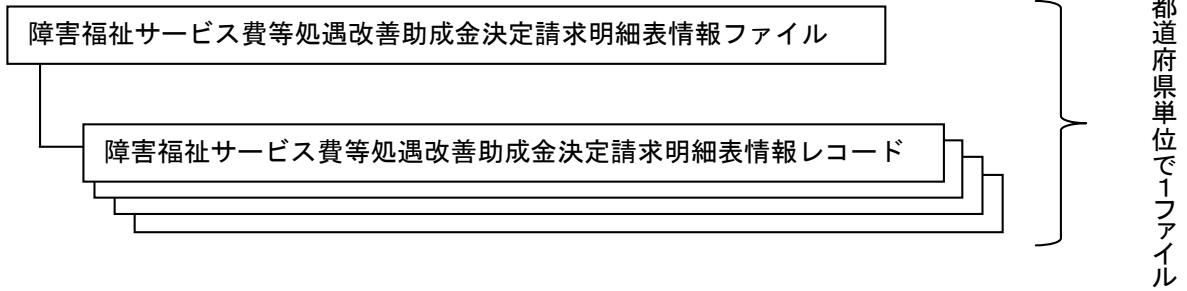 障害福祉サービス費等処遇改善助成金決定請求明細表情報ファイル
障害福祉サービス費等処遇改善助成金決定請求明細表情報レコード
都道府県単位で1ファイル